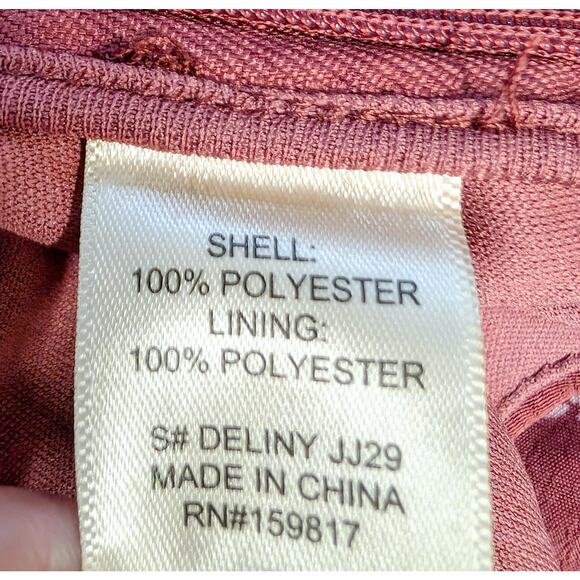 SHELL:
100% POLYESTER
LINING:
100% POLYESTER
S# DELINY JJ29
MADE IN CHINA
RN#159817